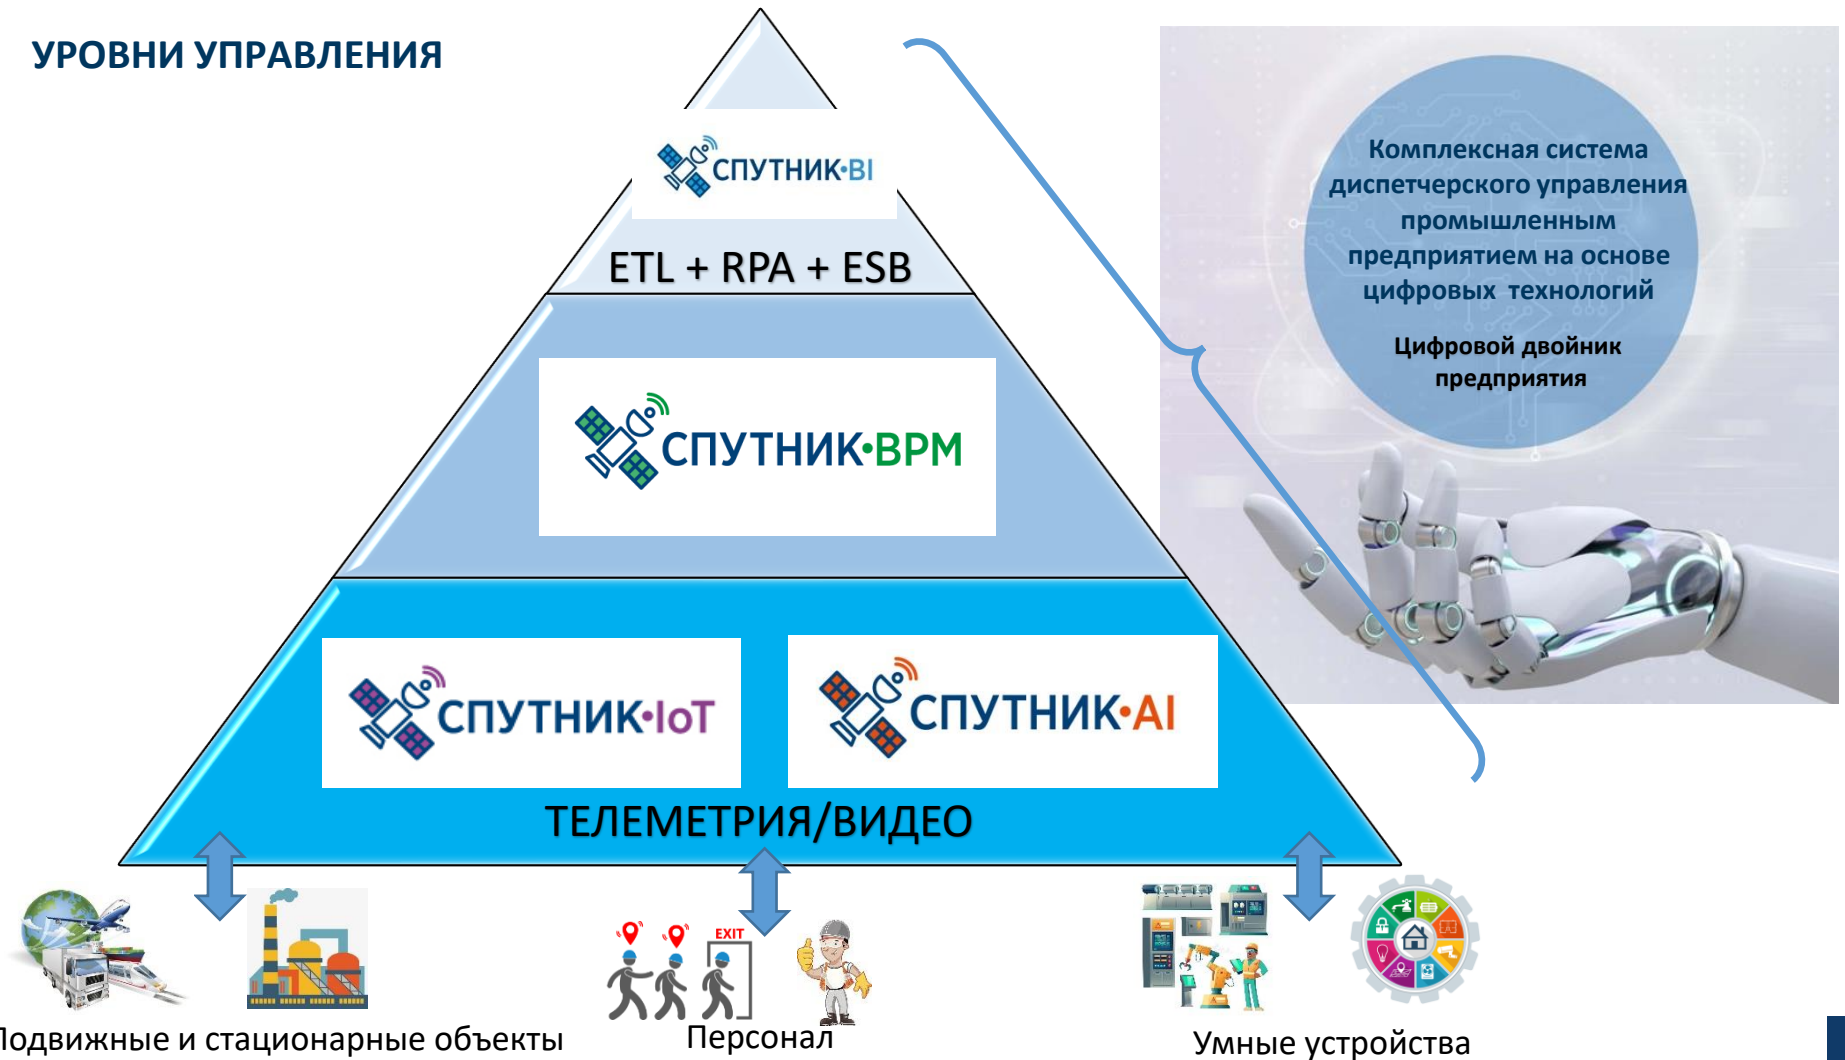 УРОВНИ УПРАВЛЕНИЯ
СПУТНИК•BI
ETL + RPA + ESB
СПУТНИК•BPM
СПУТНИК•IoT
СПУТНИК•AI
ТЕЛЕМЕТРИЯ/ВИДЕО
Комплексная система
диспетчерского управления
промышленным
предприятием на основе
цифровых технологий
Цифровой двойник
предприятия
EXIT
Подвижные и стационарные объекты
Персонал
Умные устройства